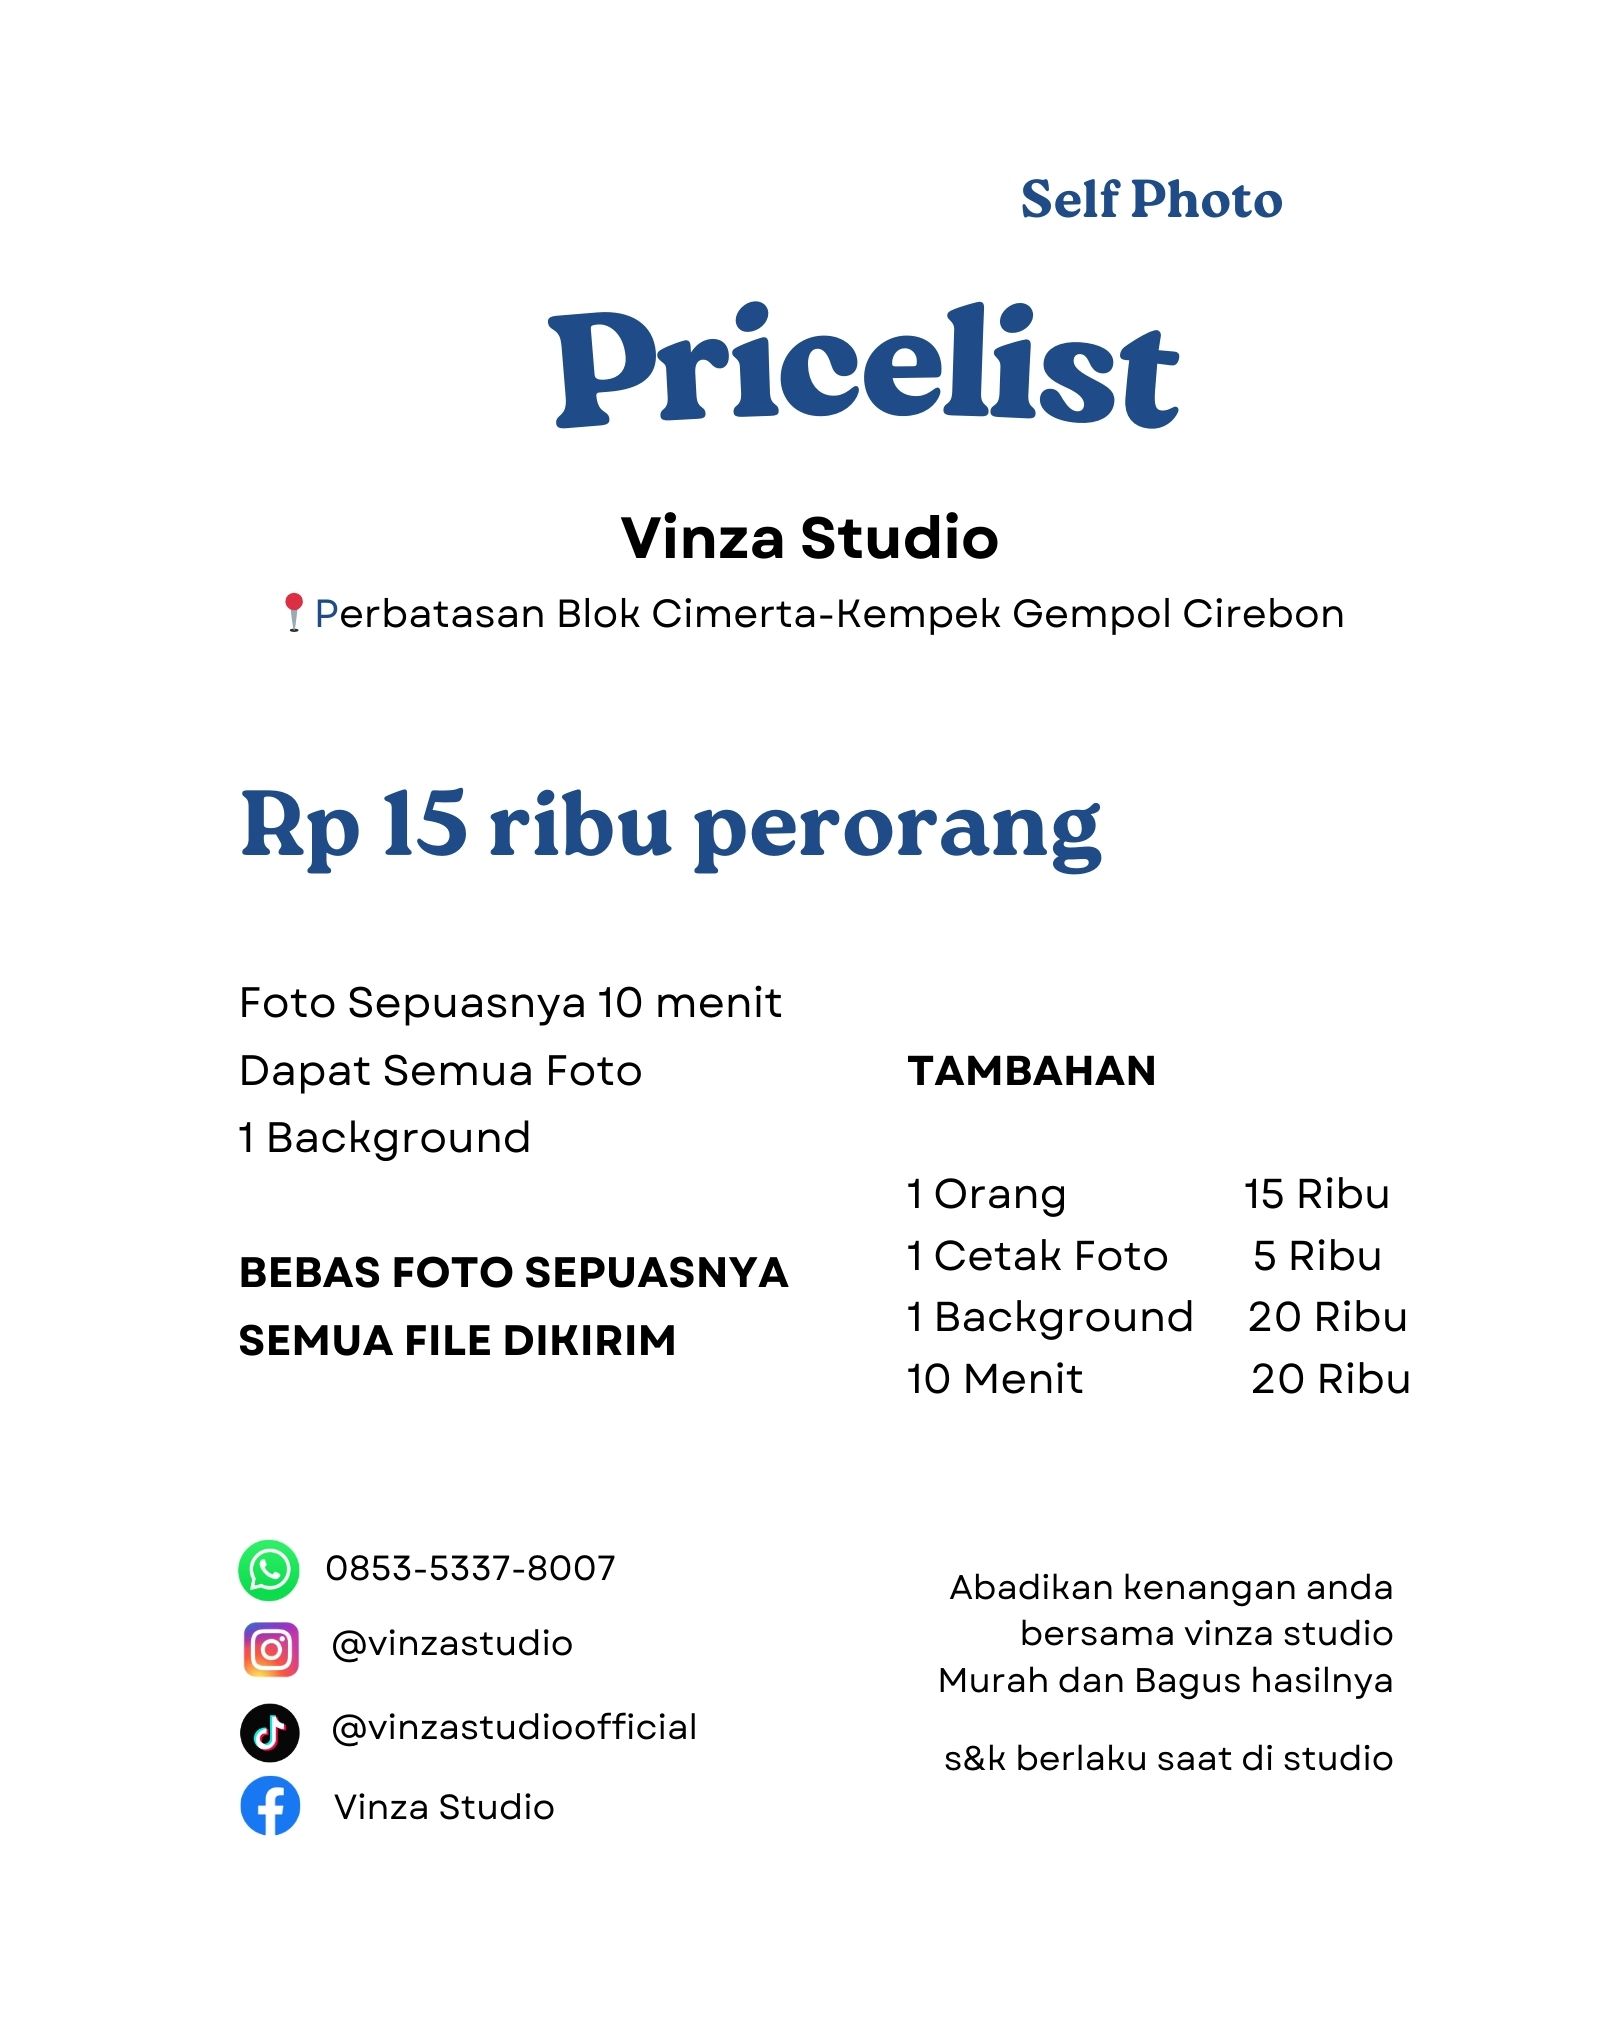 Self Photo
Pricelist
Vinza Studio
📍Perbatasan Blok Cimerta-Kempek Gempol Cirebon
Rp 15 ribu perorang
Foto Sepuasnya 10 menit
Dapat Semua Foto
1 Background
BEBAS FOTO SEPUASNYA
SEMUA FILE DIKIRIM
TAMBAHAN
1 Orang 15 Ribu
1 Cetak Foto 5 Ribu
1 Background 20 Ribu
10 Menit 20 Ribu
0853-5337-8007
@vinzastudio
@vinzastudioofficial
Vinza Studio
Abadikan kenangan anda
bersama vinza studio
Murah dan Bagus hasilnya
s&k berlaku saat di studio